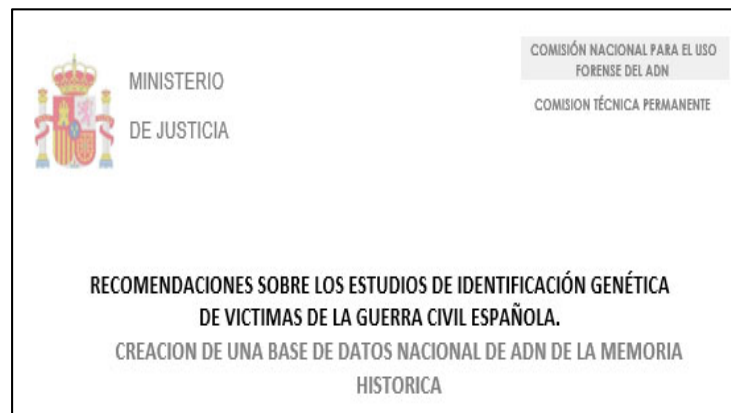 MINISTERIO
DE JUSTICIA
COMISIÓN NACIONAL PARA EL USO
FORENSE DEL ADN
COMISION TÉCNICA PERMANENTE
RECOMENDACIONES SOBRE LOS ESTUDIOS DE IDENTIFICACIÓN GENÉTICA
DE VICTIMAS DE LA GUERRA CIVIL ESPAÑOLA.
CREACION DE UNA BASE DE DATOS NACIONAL DE ADN DE LA MEMORIA
HISTORICA